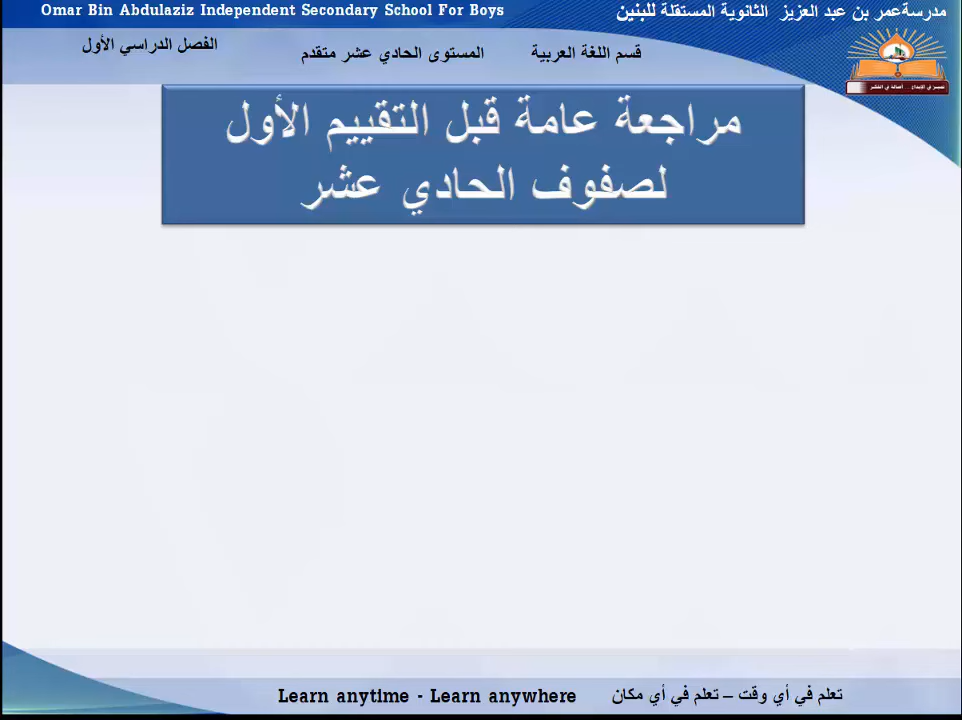 Omar Bin Abdulaziz Independent Secondary School For Boys
مدرسةعمر بن عبد العزيز الثانوية المستقلة للبنين
قسم اللغة العربية
المستوى الحادي عشر متقدم
الفصل الدراسي الأول
مراجعة عامة قبل التقييم الأول
لصفوف الحادي عشر
Learn anytime - Learn anywhere
تعلم في أي وقت – تعلم في أي مكان